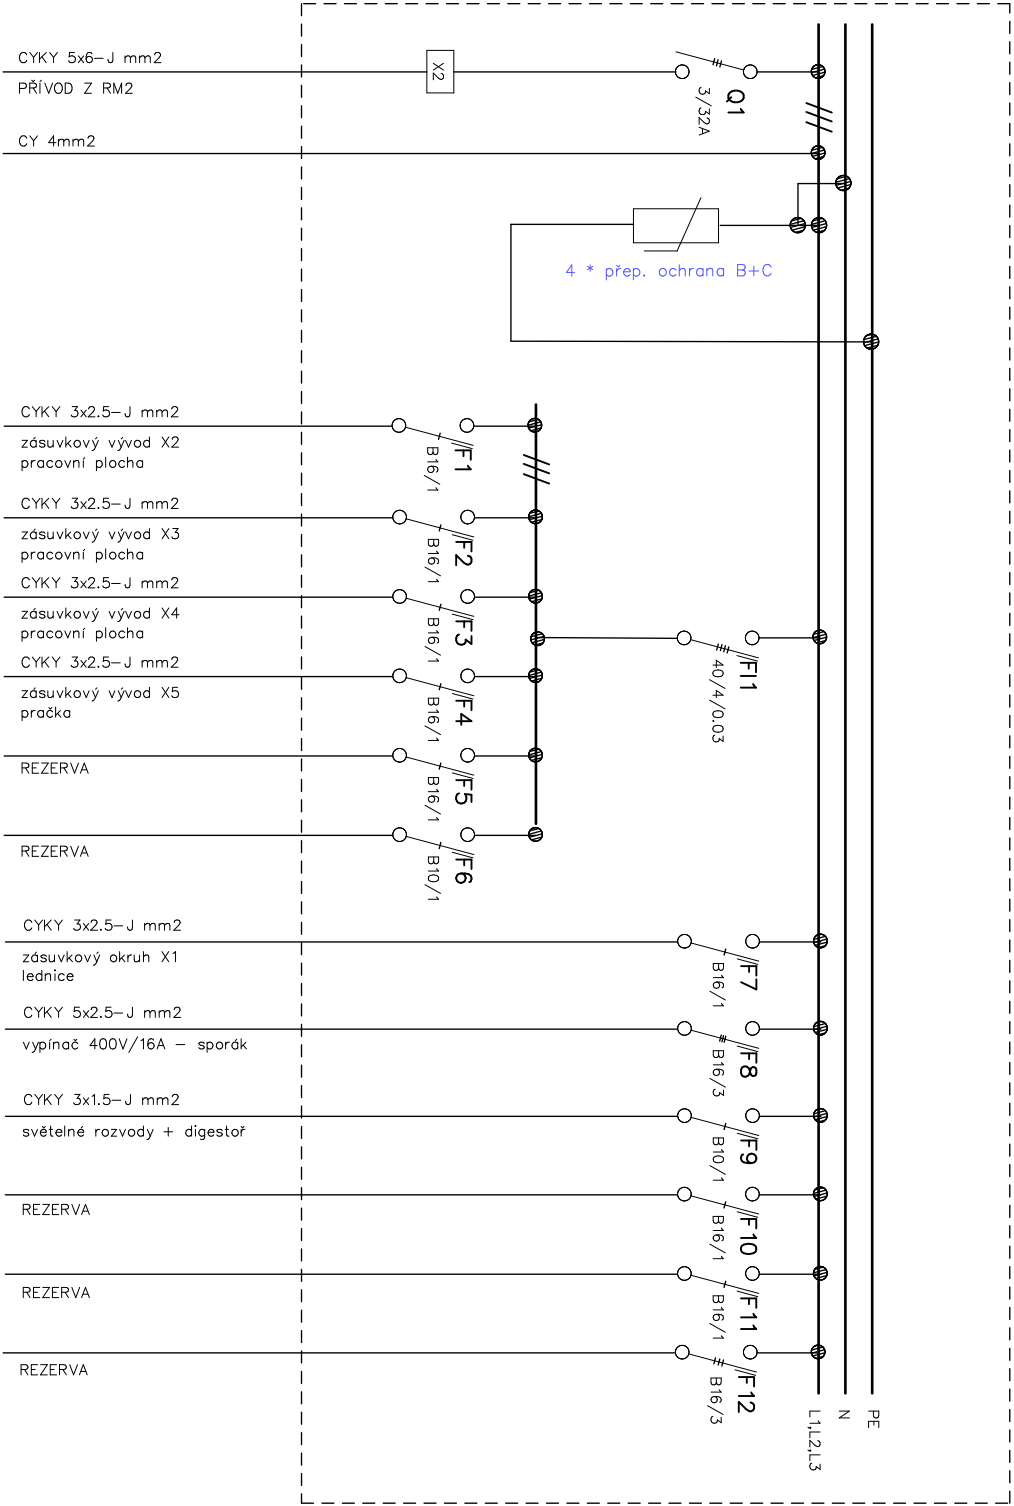 CYKY 5x6-J mm2
PŘÍVOD Z RM2
X2
Q1
3/32A
CY 4mm2
4 * přep. ochrana B+C
CYKY 3x2.5-J mm2
zásuvkový vývod X2
pracovní plocha
F1
B16/1
CYKY 3x2.5-J mm2
zásuvkový vývod X3
pracovní plocha
F2
B16/1
CYKY 3x2.5-J mm2
zásuvkový vývod X4
pracovní plocha
F3
B16/1
FI1
40/4/0.03
CYKY 3x2.5-J mm2
zásuvkový vývod X5
pračka
F4
B16/1
REZERVA
F5
B16/1
REZERVA
F6
B10/1
CYKY 3x2.5-J mm2
zásuvkový okruh X1
lednice
F7
B16/1
CYKY 5x2.5-J mm2
vypínač 400V/16A - sporák
F8
B16/3
CYKY 3x1.5-J mm2
světelné rozvody + digestoř
F9
B10/1
REZERVA
F10
B16/1
REZERVA
F11
B16/1
REZERVA
F12
B16/3
L1,L2,L3
N
PE